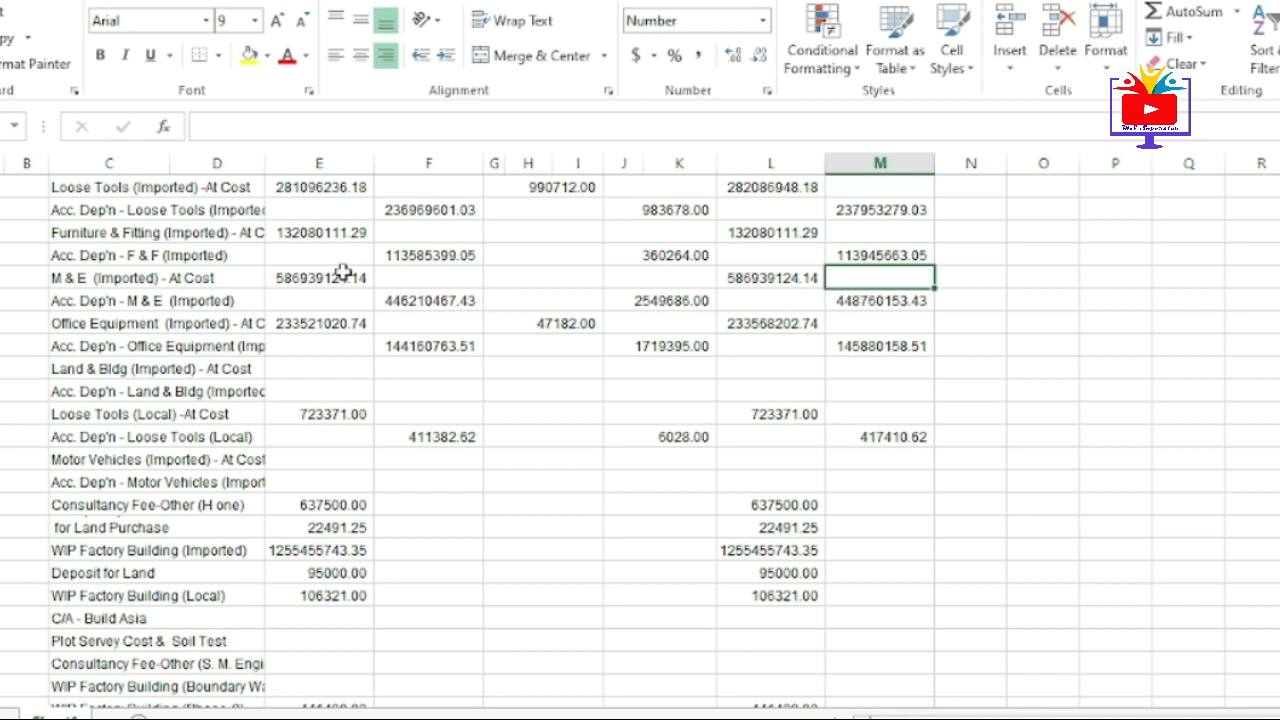 Arial 9 A A Wrap Text Number AutoSum
py B I U A Merge & Center $ % Conditional Formatting Format as Table Cell Styles Insert Delete Format Fill Sort
rmat Painter Clear Filter
rd Font Alignment Number Styles Cells Editing
fx
B C D E F G H I J K L M N O P Q R
Loose Tools (Imported) -At Cost 281096236.18 990712.00 282086948.18
Acc. Dep'n - Loose Tools (Importe 236969601.03 983678.00 237953279.03
Furniture & Fitting (Imported) - At C 132080111.29 132080111.29
Acc. Dep'n - F & F (Imported) 113585399.05 360264.00 113945663.05
M & E (Imported) - At Cost 586939124.14 586939124.14
Acc. Dep'n - M & E (Imported) 446210467.43 2549686.00 448760153.43
Office Equipment (Imported) - At C 233521020.74 47182.00 233568202.74
Acc. Dep'n - Office Equipment (Imp 144160763.51 1719395.00 145880158.51
Land & Bldg (Imported) - At Cost
Acc. Dep'n - Land & Bldg (Imported
Loose Tools (Local) -At Cost 723371.00 723371.00
Acc. Dep'n - Loose Tools (Local) 411382.62 6028.00 417410.62
Motor Vehicles (Imported) - At Cost
Acc. Dep'n - Motor Vehicles (Import
Consultancy Fee-Other (H one) 637500.00 637500.00
for Land Purchase 22491.25 22491.25
WIP Factory Building (Imported) 1255455743.35 1255455743.35
Deposit for Land 95000.00 95000.00
WIP Factory Building (Local) 106321.00 106321.00
C/A - Build Asia
Plot Servey Cost & Soil Test
Consultancy Fee-Other (S. M. Engi
WIP Factory Building (Boundary Wa